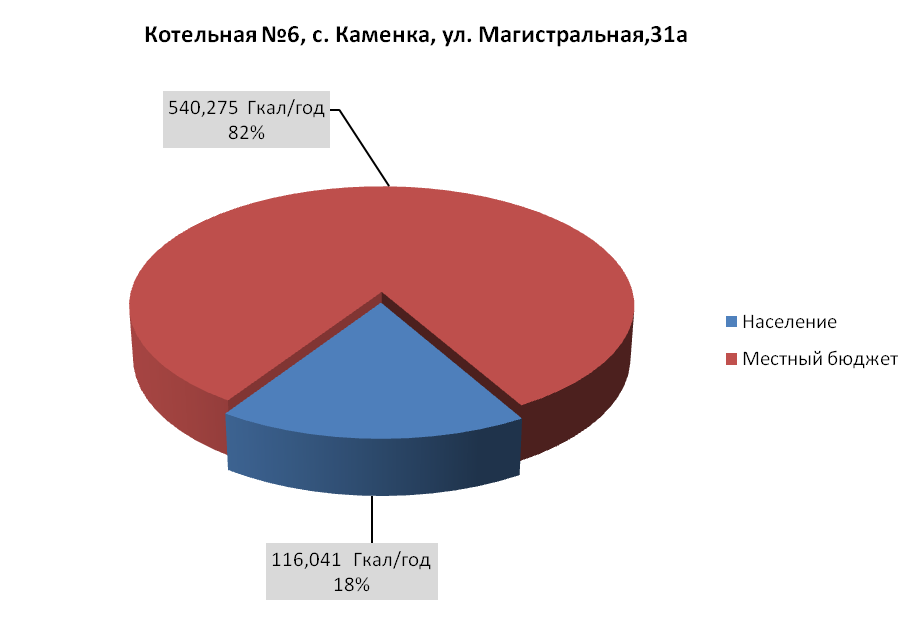 Котельная №6, с. Каменка, ул. Магистральная,31а
540,275 Гкал/год
82%
Население
Местный бюджет
116,041 Гкал/год
18%